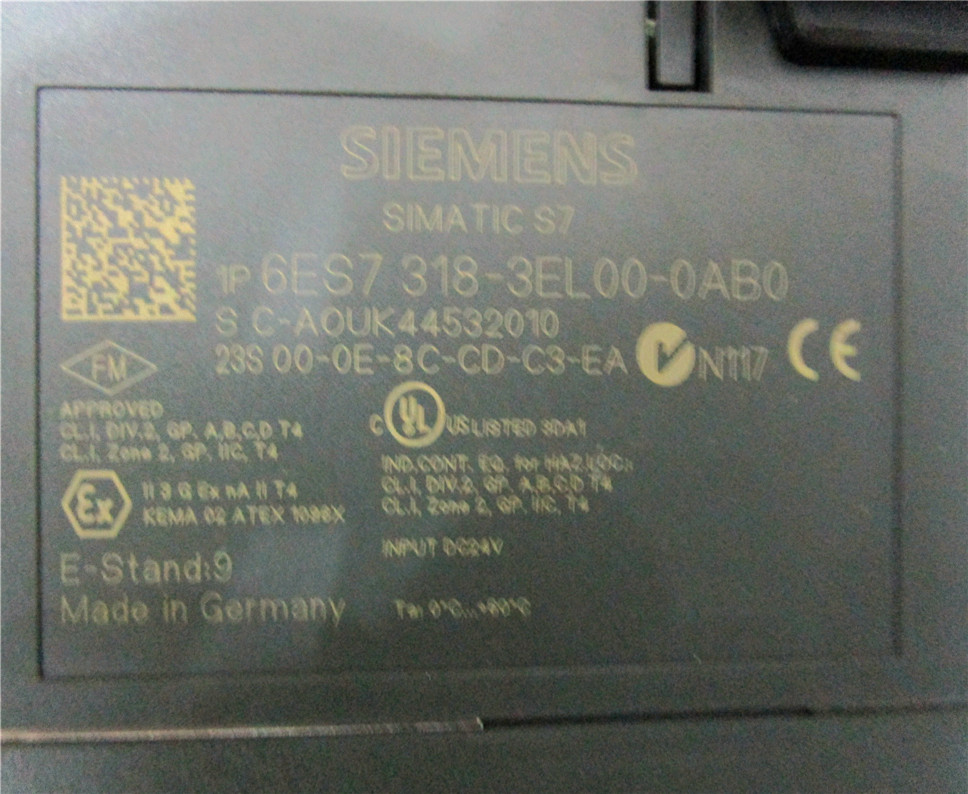 SIEMENS
SIMATIC S7
1P 6ES7 318-3EL00-0AB0
S C-A0UK44532010
23S 00-0E-8C-CD-C3-EA N117 CE
FM
APPROVED
CL.I, DIV.2, GP. A,B,C,D T4
CL.I, Zone 2, GP. IIC, T4
C UL US LISTED
IND.CONT. EQ. for HAZ.LOC.
CL.I, DIV.2, GP. A,B,C,D T4
CL.I, Zone 2, GP. IIC, T4
Ex II 3 G Ex nA II T4
KEMA 02 ATEX
INPUT DC24V
E-Stand:9
Made in Germany